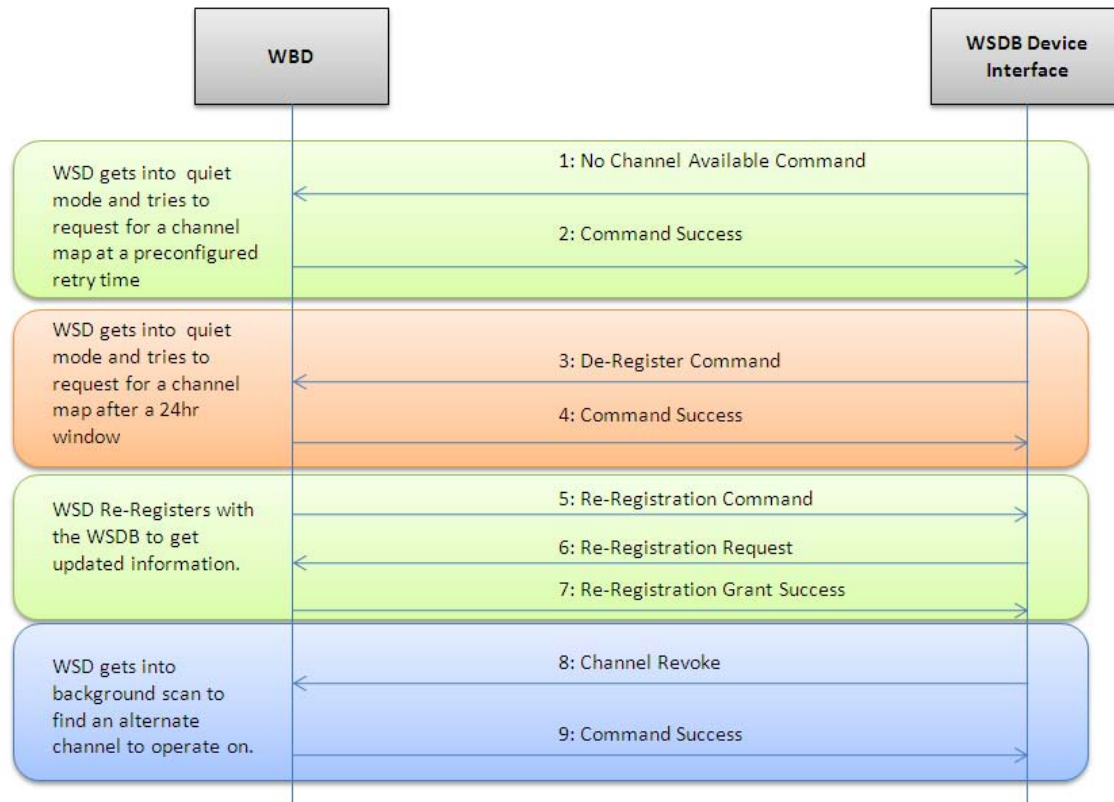 WBD
WSDB Device
Interface
WSD gets into quiet
mode and tries to
request for a channel
map at a preconfigured
retry time
1: No Channel Available Command
2: Command Success
WSD gets into quiet
mode and tries to
request for a channel
map after a 24hr
window
3: De-Register Command
4: Command Success
WSD Re-Registers with
the WSDB to get
updated information.
5: Re-Registration Command
6: Re-Registration Request
7: Re-Registration Grant Success
WSD gets into
background scan to
find an alternate
channel to operate on.
8: Channel Revoke
9: Command Success